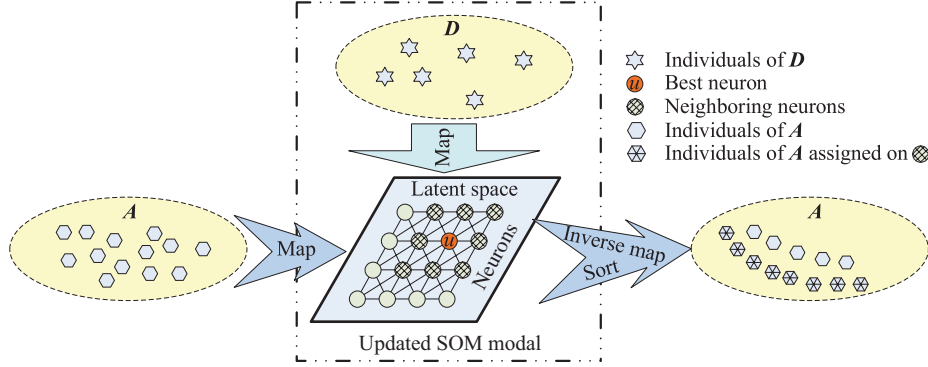 D
Individuals of D
Best neuron
Neighboring neurons
Individuals of A
Individuals of A assigned on
u
Map
Latent space
Neurons
u
A
Map
Inverse map
Sort
A
Updated SOM modal